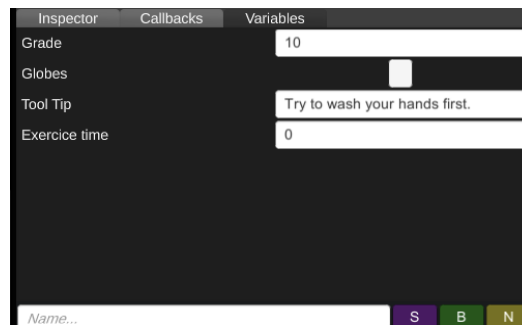 Inspector Callbacks Variables
Grade 10
Globes
Tool Tip Try to wash your hands first.
Exercice time 0
Name... S B N